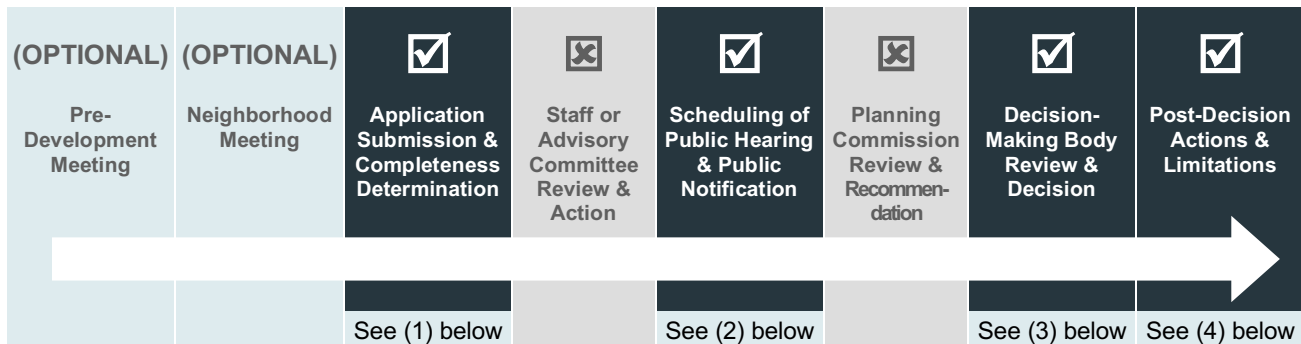 (OPTIONAL)
Pre-
Development
Meeting
(OPTIONAL)
Neighborhood
Meeting
Application
Submission &
Completeness
Determination
See (1) below
Staff or
Advisory
Committee
Review &
Action
Scheduling of
Public Hearing
& Public
Notification
See (2) below
Planning
Commission
Review &
Recommen-
dation
Decision-
Making Body
Review &
Decision
See (3) below
Post-Decision
Actions &
Limitations
See (4) below